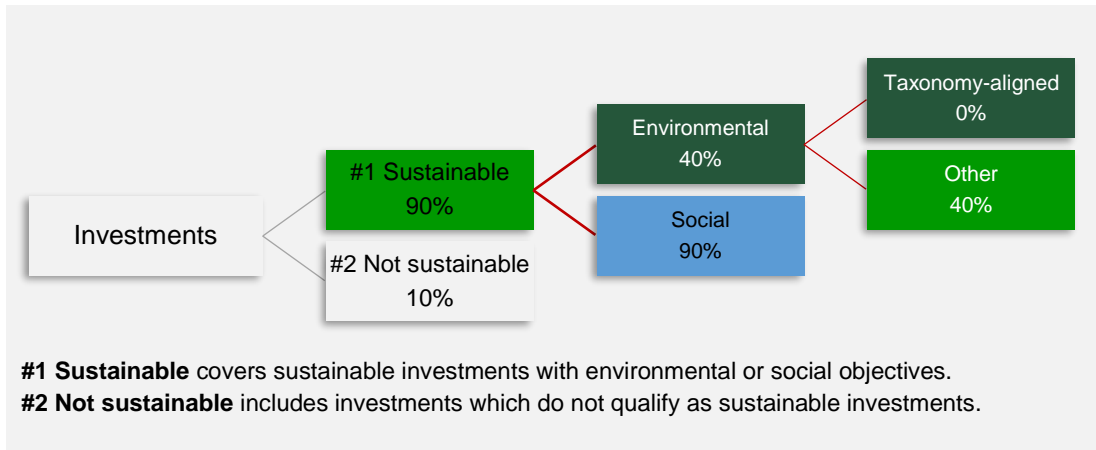 Investments
#1 Sustainable
90%
#2 Not sustainable
10%
Environmental
40%
Social
90%
Taxonomy-aligned
0%
Other
40%
#1 Sustainable covers sustainable investments with environmental or social objectives.
#2 Not sustainable includes investments which do not qualify as sustainable investments.